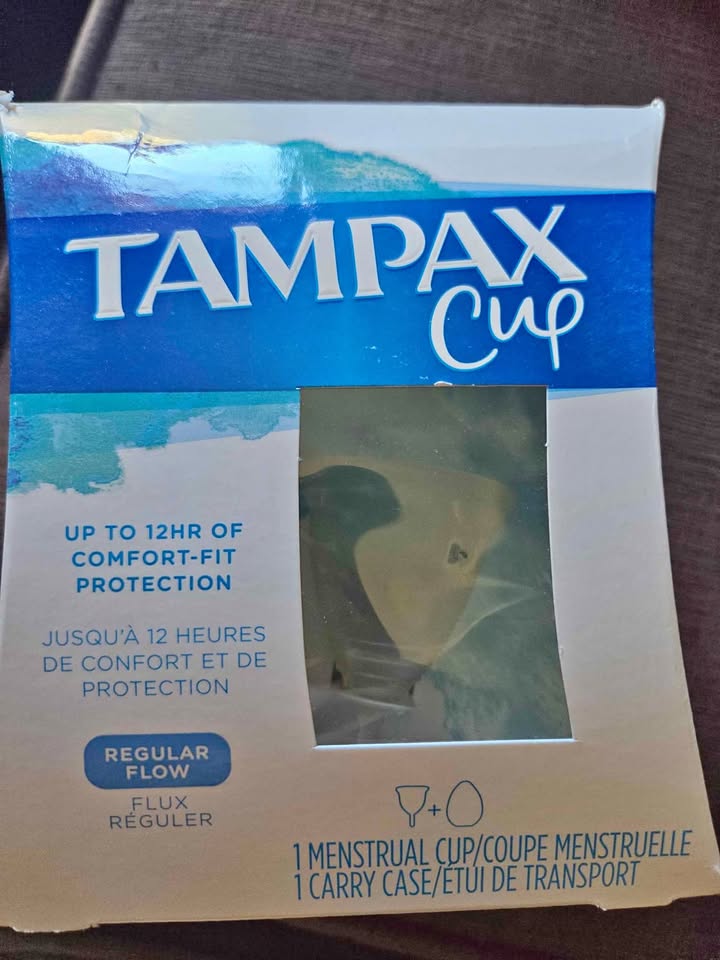 TAMPAX
Cup
UP TO 12HR OF
COMFORT-FIT
PROTECTION
JUSQU'À 12 HEURES
DE CONFORT ET DE
PROTECTION
REGULAR
FLOW
FLUX
RÉGULER
+
1 MENSTRUAL CUP/COUPE MENSTRUELLE
1 CARRY CASE/ÉTUI DE TRANSPORT